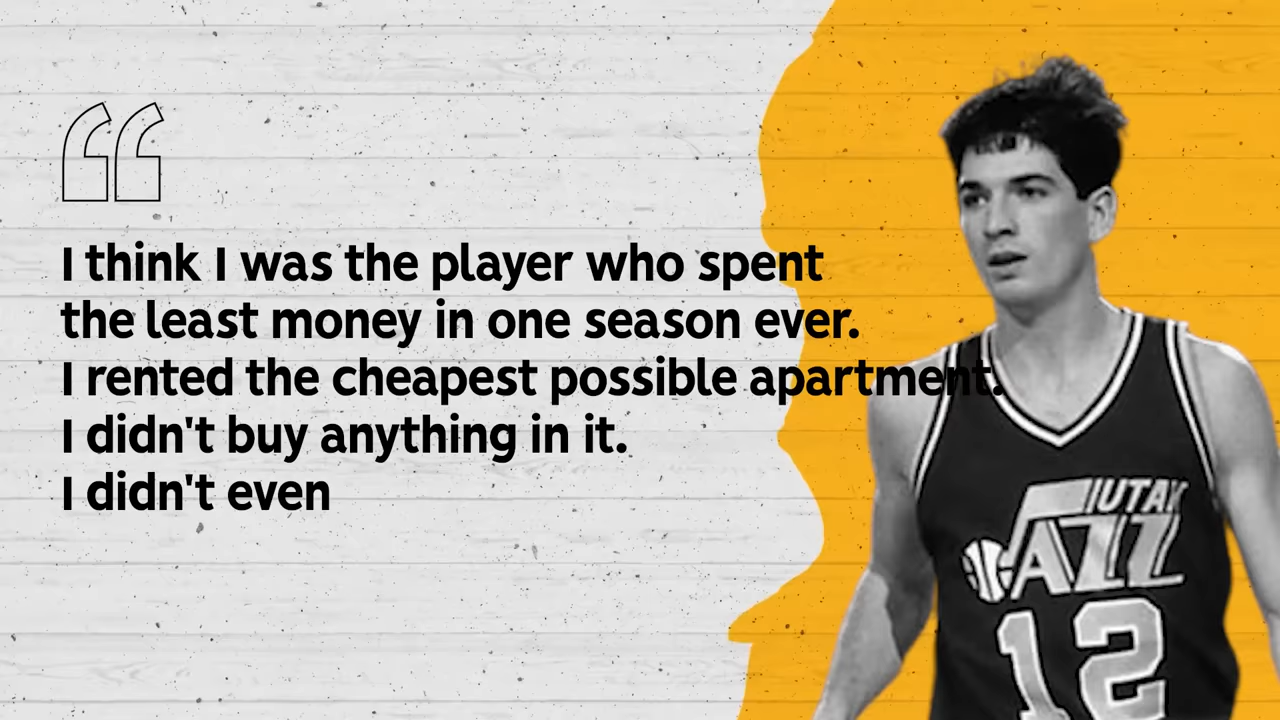 I think I was the player who spent
the least money in one season ever.
I rented the cheapest possible apartment.
I didn't buy anything in it.
I didn't even
UTAH
JAZZ
12